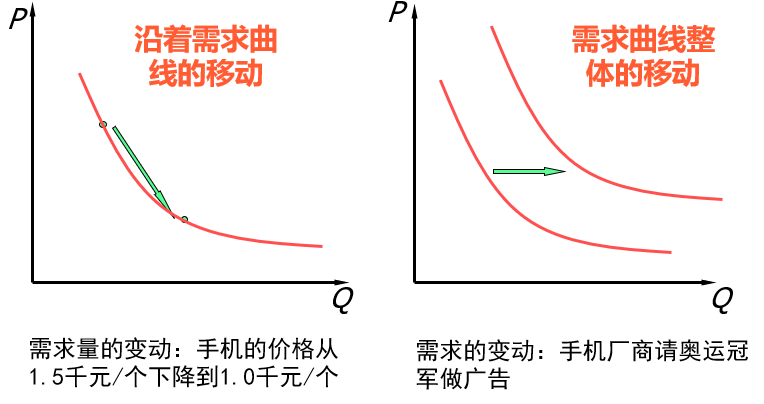 P
沿着需求曲
线的移动
Q
需求量的变动：手机的价格从
1.5千元/个下降到1.0千元/个
P
需求曲线整
体的移动
Q
需求的变动：手机厂商请奥运冠
军做广告